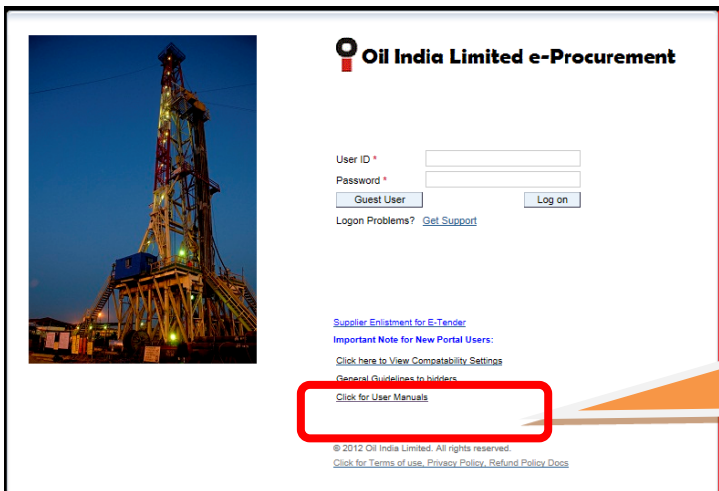 Oil India Limited e-Procurement
User ID *
Password *
Guest User Log on
Logon Problems? Get Support
Supplier Enlistment for E-Tender
Important Note for New Portal Users:
Click here to View Compatability Settings
General Guidelines to bidders
Click for User Manuals
© 2012 Oil India Limited. All rights reserved.
Click for Terms of use, Privacy Policy, Refund Policy Docs